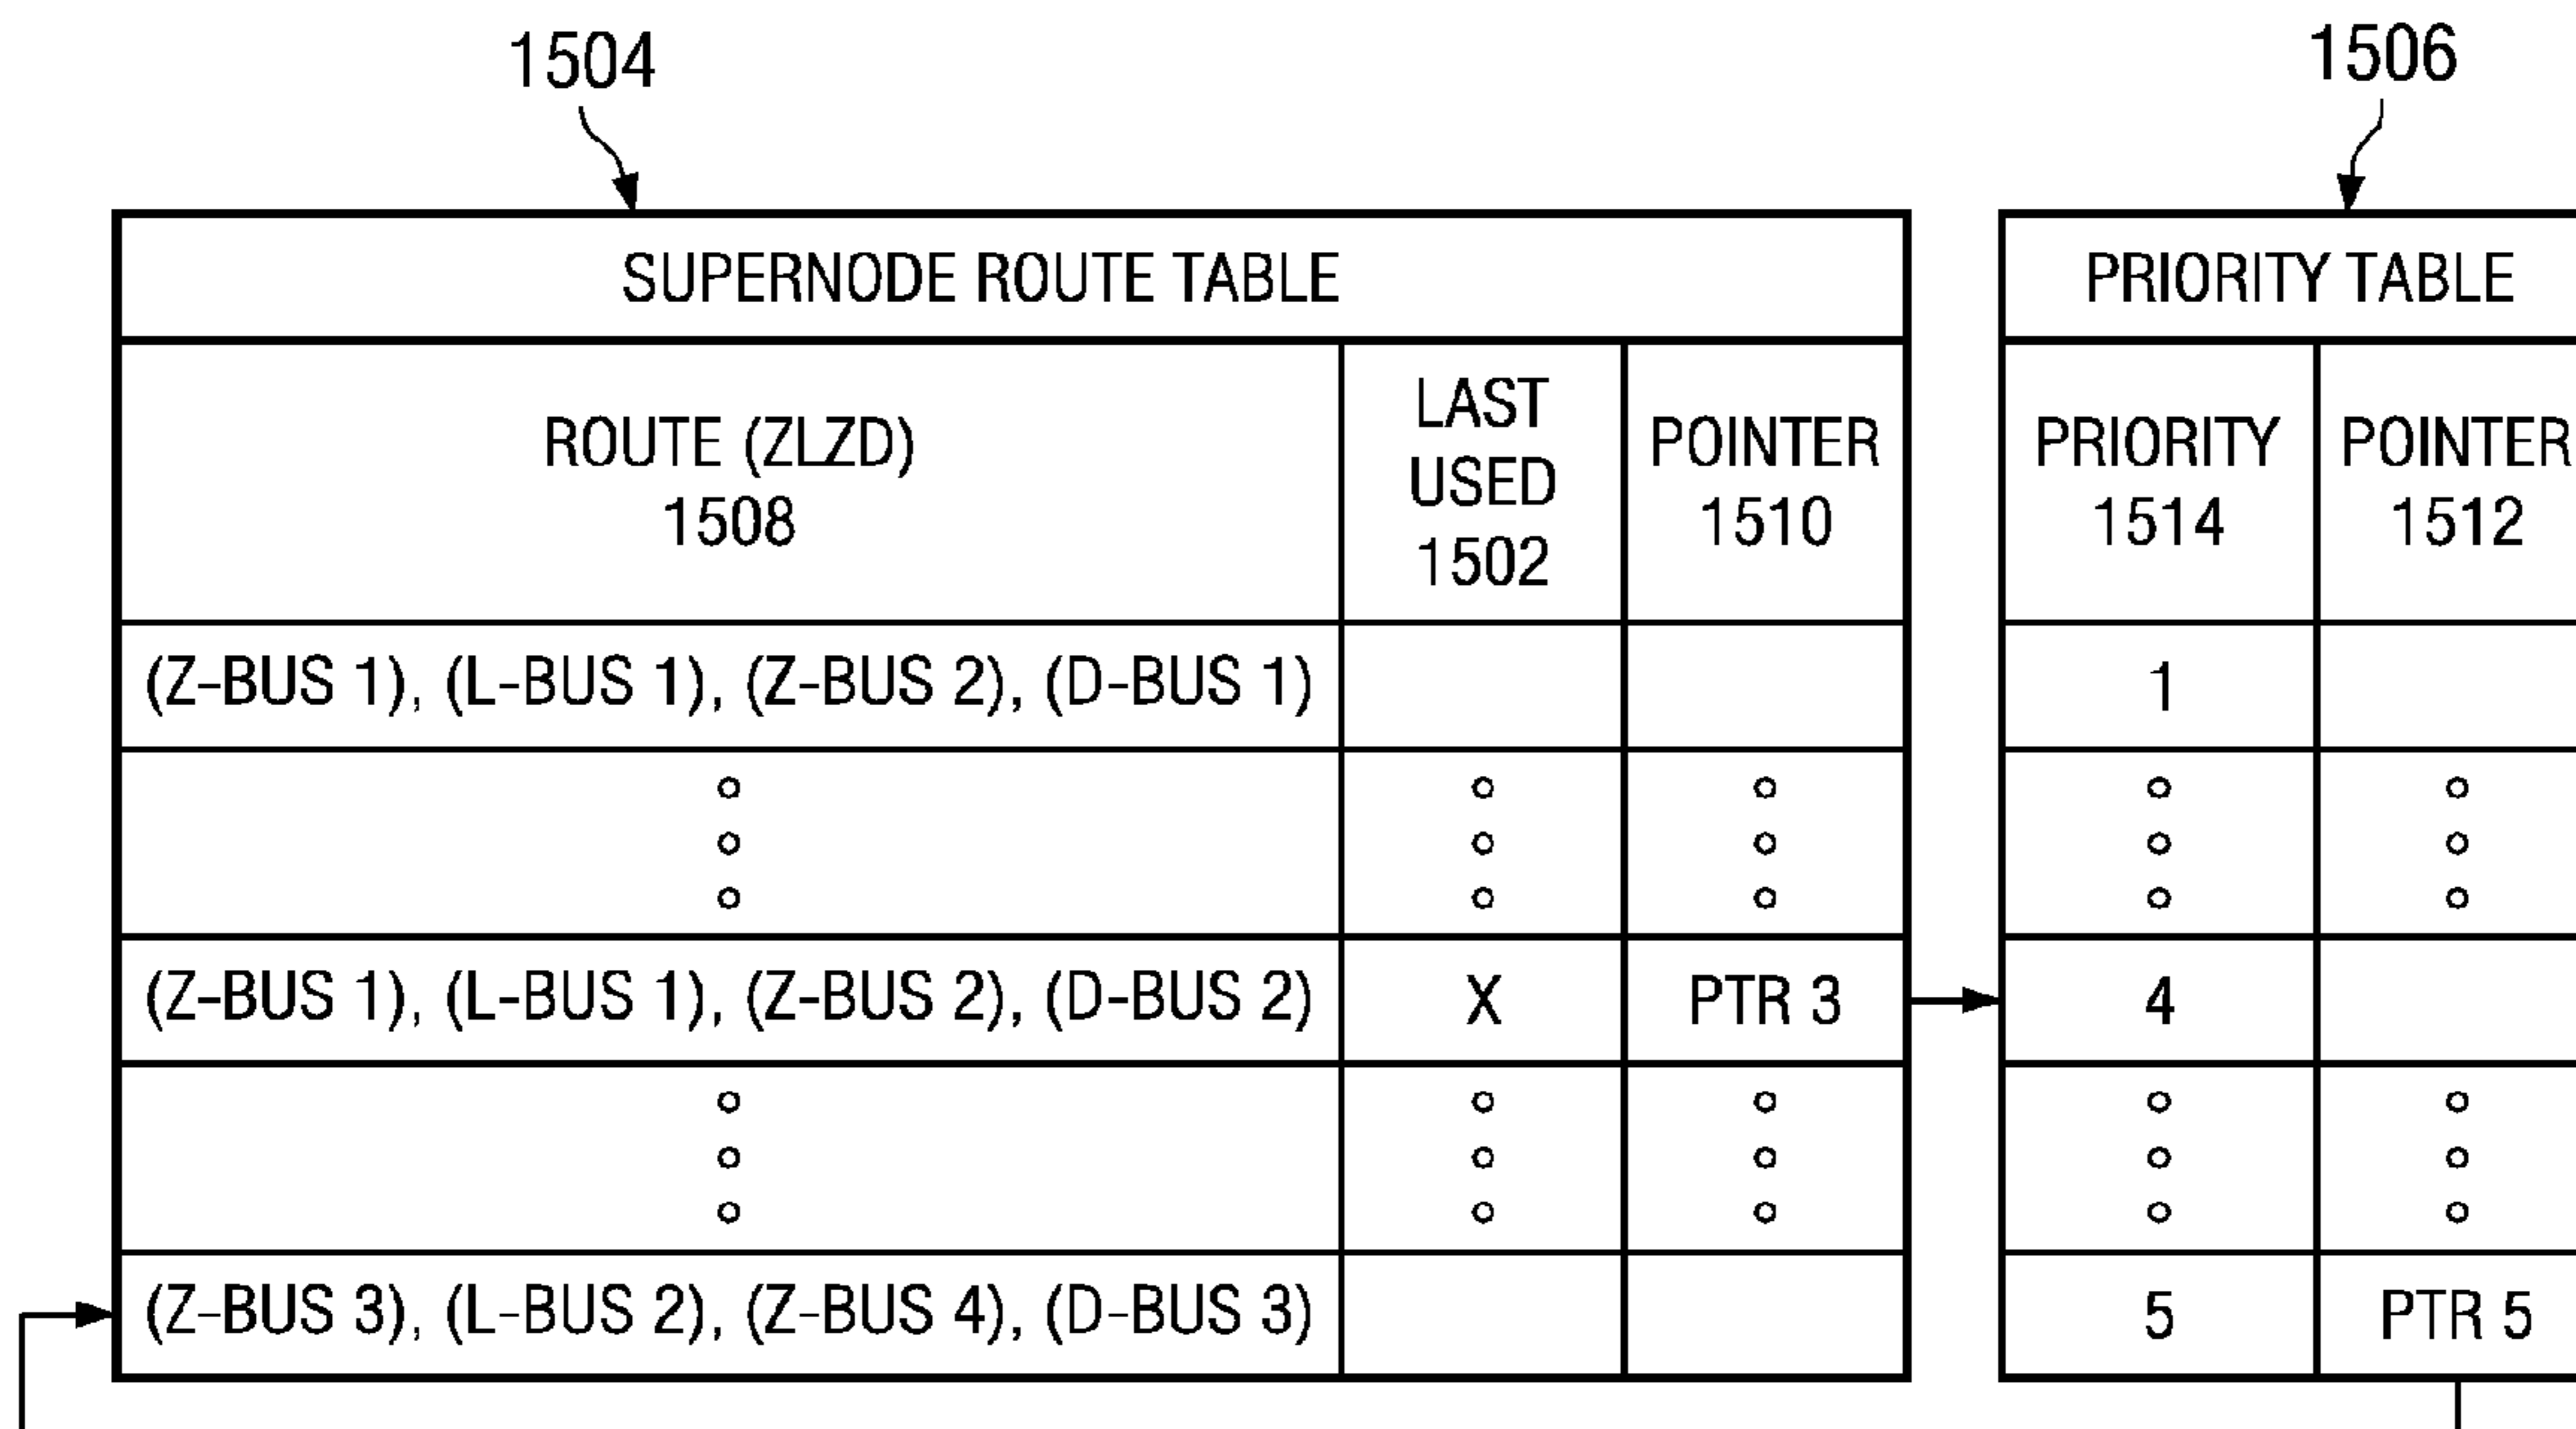 1504
1506
SUPERNODE ROUTE TABLE
PRIORITY TABLE
ROUTE (ZLZD)
1508
LAST
USED
1502
POINTER
1510
PRIORITY
1514
POINTER
1512
(Z-BUS 1), (L-BUS 1), (Z-BUS 2), (D-BUS 1)
1
(Z-BUS 1), (L-BUS 1), (Z-BUS 2), (D-BUS 2)
X
PTR 3
4
(Z-BUS 3), (L-BUS 2), (Z-BUS 4), (D-BUS 3)
5
PTR 5